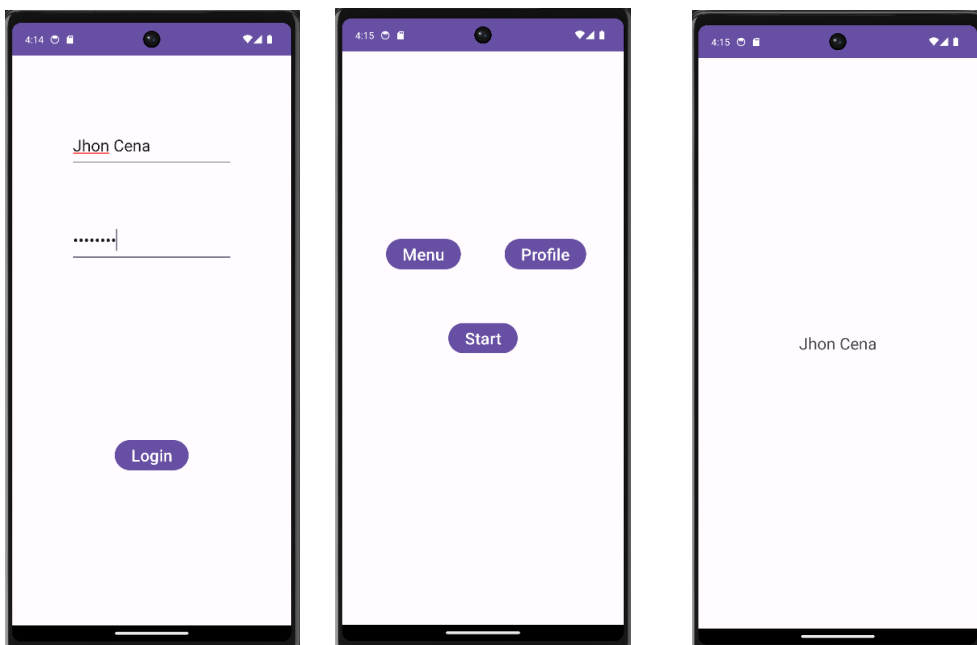 4:14
Jhon Cena
••••••••
Login
4:15
Menu Profile
Start
4:15
Jhon Cena